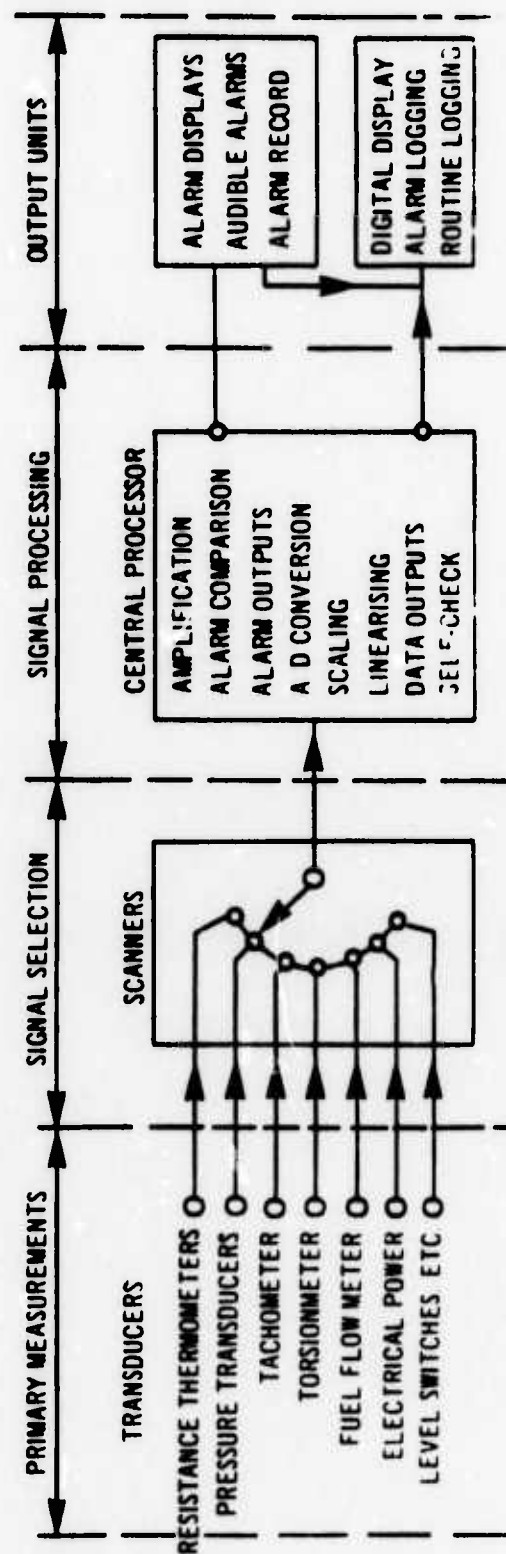 PRIMARY MEASUREMENTS
SIGNAL SELECTION
SIGNAL PROCESSING
OUTPUT UNITS
TRANSDUCERS
RESISTANCE THERMOMETERS
PRESSURE TRANSDUCERS
TACHOMETER
TORSIONMETER
FUEL FLOW METER
ELECTRICAL POWER
LEVEL SWITCHES ETC
SCANNERS
CENTRAL PROCESSOR
AMPLIFICATION
ALARM COMPARISON
ALARM OUTPUTS
A D CONVERSION
SCALING
LINEARISING
DATA OUTPUTS
SELF-CHECK
ALARM DISPLAYS
AUDIBLE ALARMS
ALARM RECORD
DIGITAL DISPLAY
ALARM LOGGING
ROUTINE LOGGING